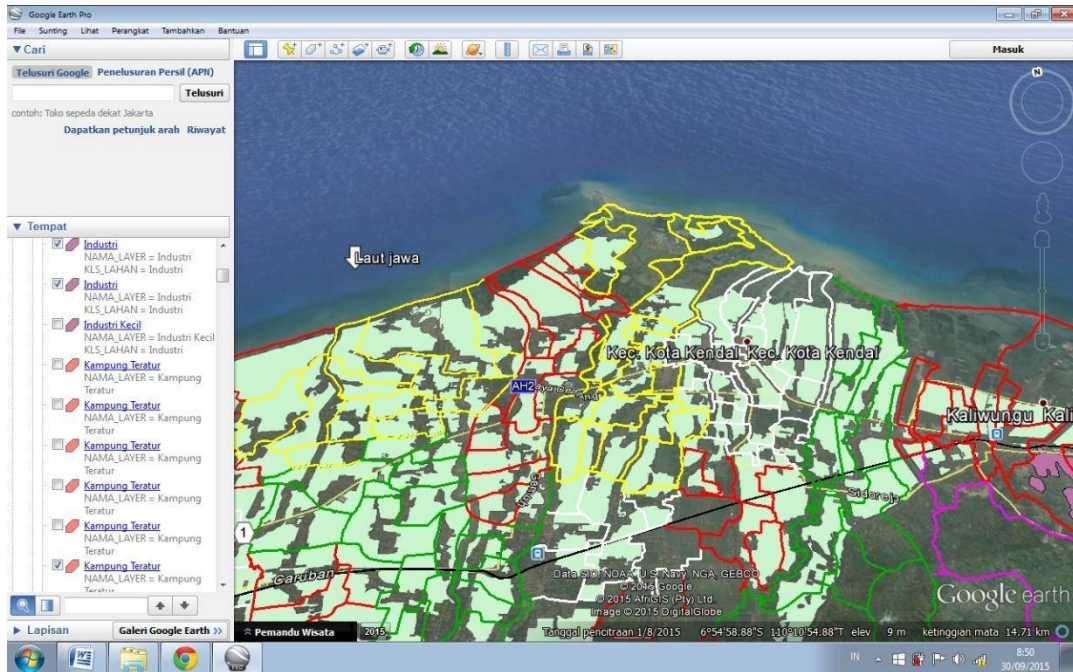 Google Earth Pro
File Sunting Lihat Perangkat Tambahkan Bantuan
▼ Cari
Telusuri Google Penelusuran Persil (APN)
Telusuri
contoh: Toko sepeda dekat Jakarta
Dapatkan petunjuk arah Riwayat
▼ Tempat
Industri
NAMA_LAYER = Industri
KLS_LAHAN = Industri
Industri
NAMA_LAYER = Industri
KLS_LAHAN = Industri
Industri Kecil
NAMA_LAYER = Industri Kecil
KLS_LAHAN = Industri
Kampung Teratur
NAMA_LAYER = Kampung
Teratur
Kampung Teratur
NAMA_LAYER = Kampung
Teratur
Kampung Teratur
NAMA_LAYER = Kampung
Teratur
Kampung Teratur
NAMA_LAYER = Kampung
Teratur
Kampung Teratur
NAMA_LAYER = Kampung
Teratur
Kampung Teratur
NAMA_LAYER = Kampung
Teratur
► Lapisan
Galeri Google Earth >>
Masuk
N
Laut jawa
Kec. Kota Kendal Kec. Kota Kendal
AH2
Kaliwungu Kali
Sidorejo
1
Caruban
Data SIO, NOAA, U.S. Navy, NGA, GEBCO
© 2015 Google
© 2015 AfriGIS (Pty) Ltd.
Image © 2015 DigitalGlobe
Google earth
Pemandu Wisata
2015
Tanggal pencitraan 1/8/2015 6°54'58.88"S 110°10'54.88"T elev 9 m ketinggian mata 14.71 km
IN
8:50
30/09/2015